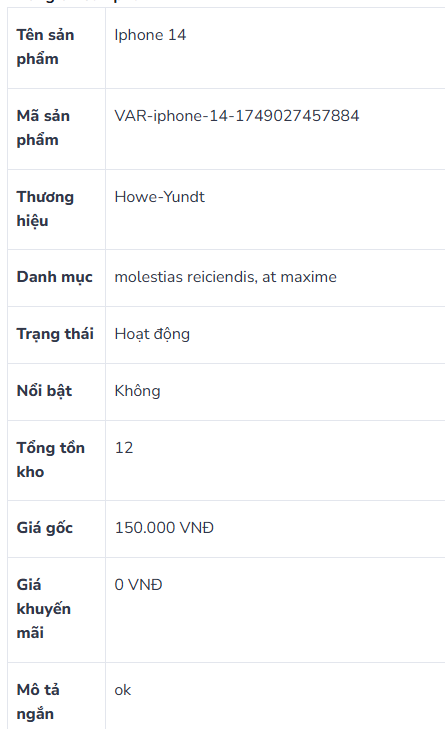 Tên sản Iphone 14
phẩm
Mã sản VAR-iphone-14-1749027457884
phẩm
Thương Howe-Yundt
hiệu
Danh mục molestias reiciendis, at maxime
Trạng thái Hoạt động
Nổi bật Không
Tổng tồn 12
kho
Giá gốc 150.000 VNĐ
Giá 0 VNĐ
khuyến
mãi
Mô tả ok
ngắn